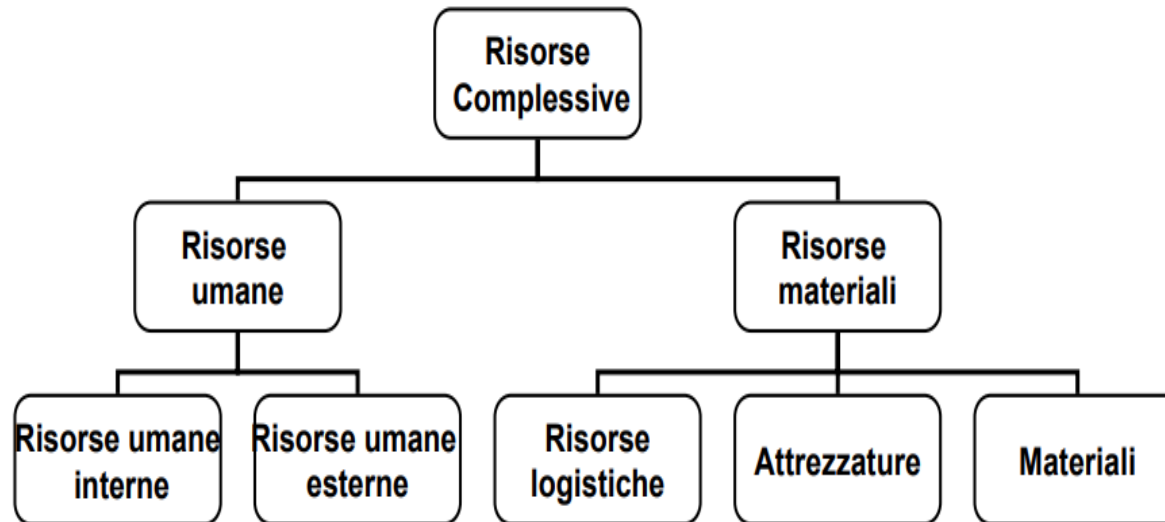 Risorse
Complessive
Risorse
umane
Risorse
materiali
Risorse umane
interne
Risorse umane
esterne
Risorse
logistiche
Attrezzature
Materiali